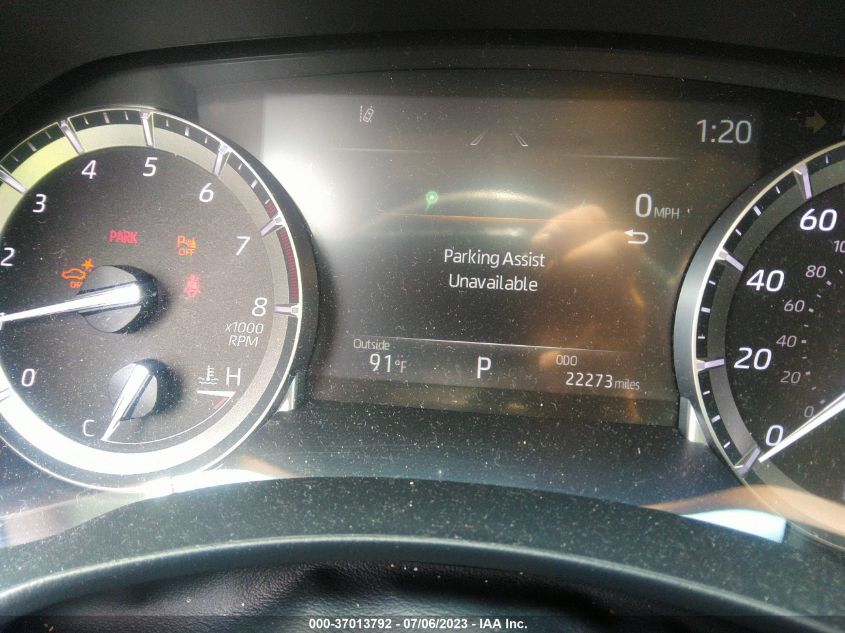 1:20
0 MPH
Parking Assist
Unavailable
Outside
91°F
P
ODO
22273 miles
0
2
3
4
5
6
7
8
x1000
RPM
PARK
P
OFF
OFF
C
H
0
20
40
60
0
20
40
60
80
000-37013792 - 07/06/2023 - IAA Inc.